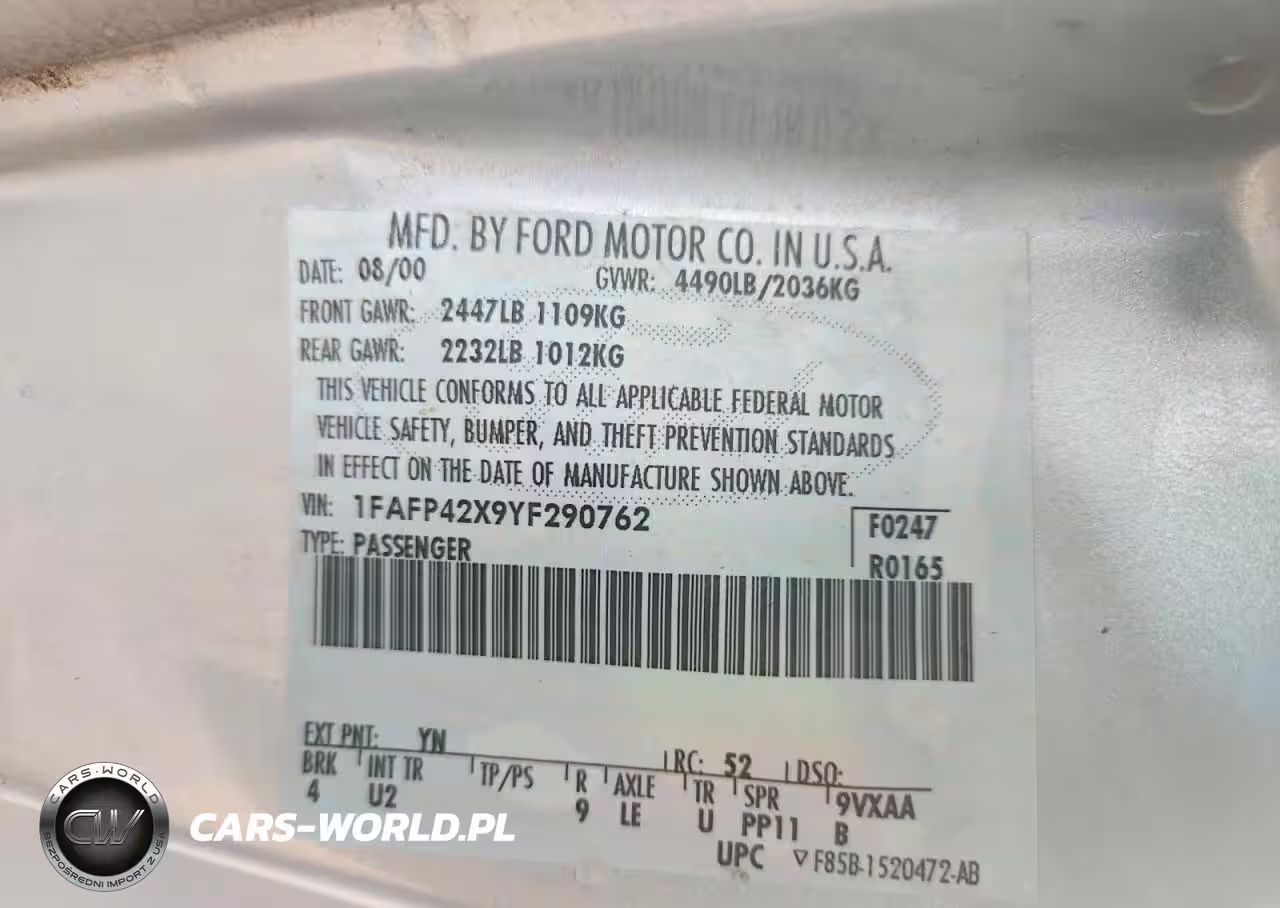 MFD. BY FORD MOTOR CO. IN U.S.A.
DATE: 08/00 GVWR: 4490LB/2036KG
FRONT GAWR: 2447LB 1109KG
REAR GAWR: 2232LB 1012KG
THIS VEHICLE CONFORMS TO ALL APPLICABLE FEDERAL MOTOR
VEHICLE SAFETY, BUMPER, AND THEFT PREVENTION STANDARDS
IN EFFECT ON THE DATE OF MANUFACTURE SHOWN ABOVE.
VIN: 1FAFP42X9YF290762
F0247
TYPE: PASSENGER
R0165
EXT PNT: YN RC: 52 DSO:
BRK INT TR TP/PS R AXLE TR SPR 9VXAA
4 U2 9 LE U PP11 B
UPC ▽ F85B-1520472-AB
CARS-WORLD
CW
BEZPOŚREDNI IMPORT Z USA
CARS-WORLD.PL